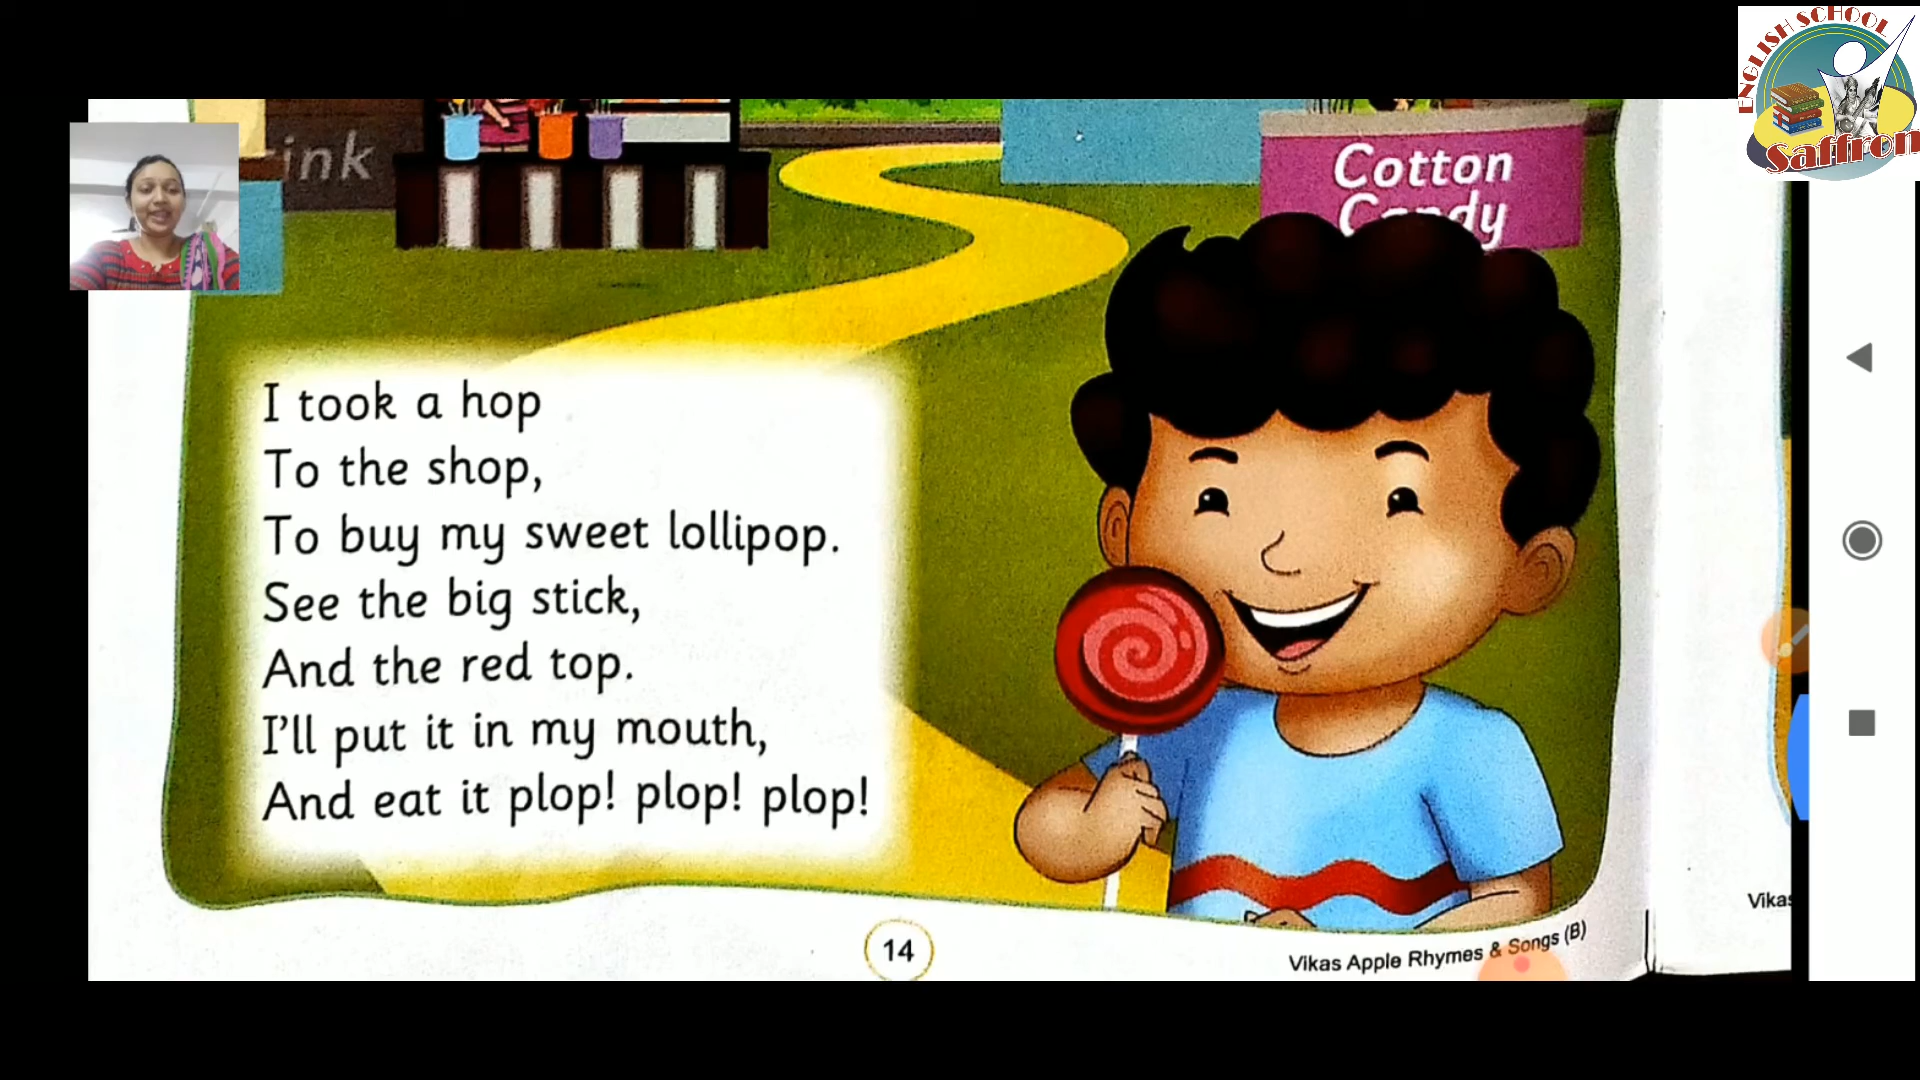 ENGLISH SCHOOL
Saffron
Cotton
Candy
I took a hop
To the shop,
To buy my sweet lollipop.
See the big stick,
And the red top.
I'll put it in my mouth,
And eat it plop! plop! plop!
14
Vikas Apple Rhymes & Songs (B)